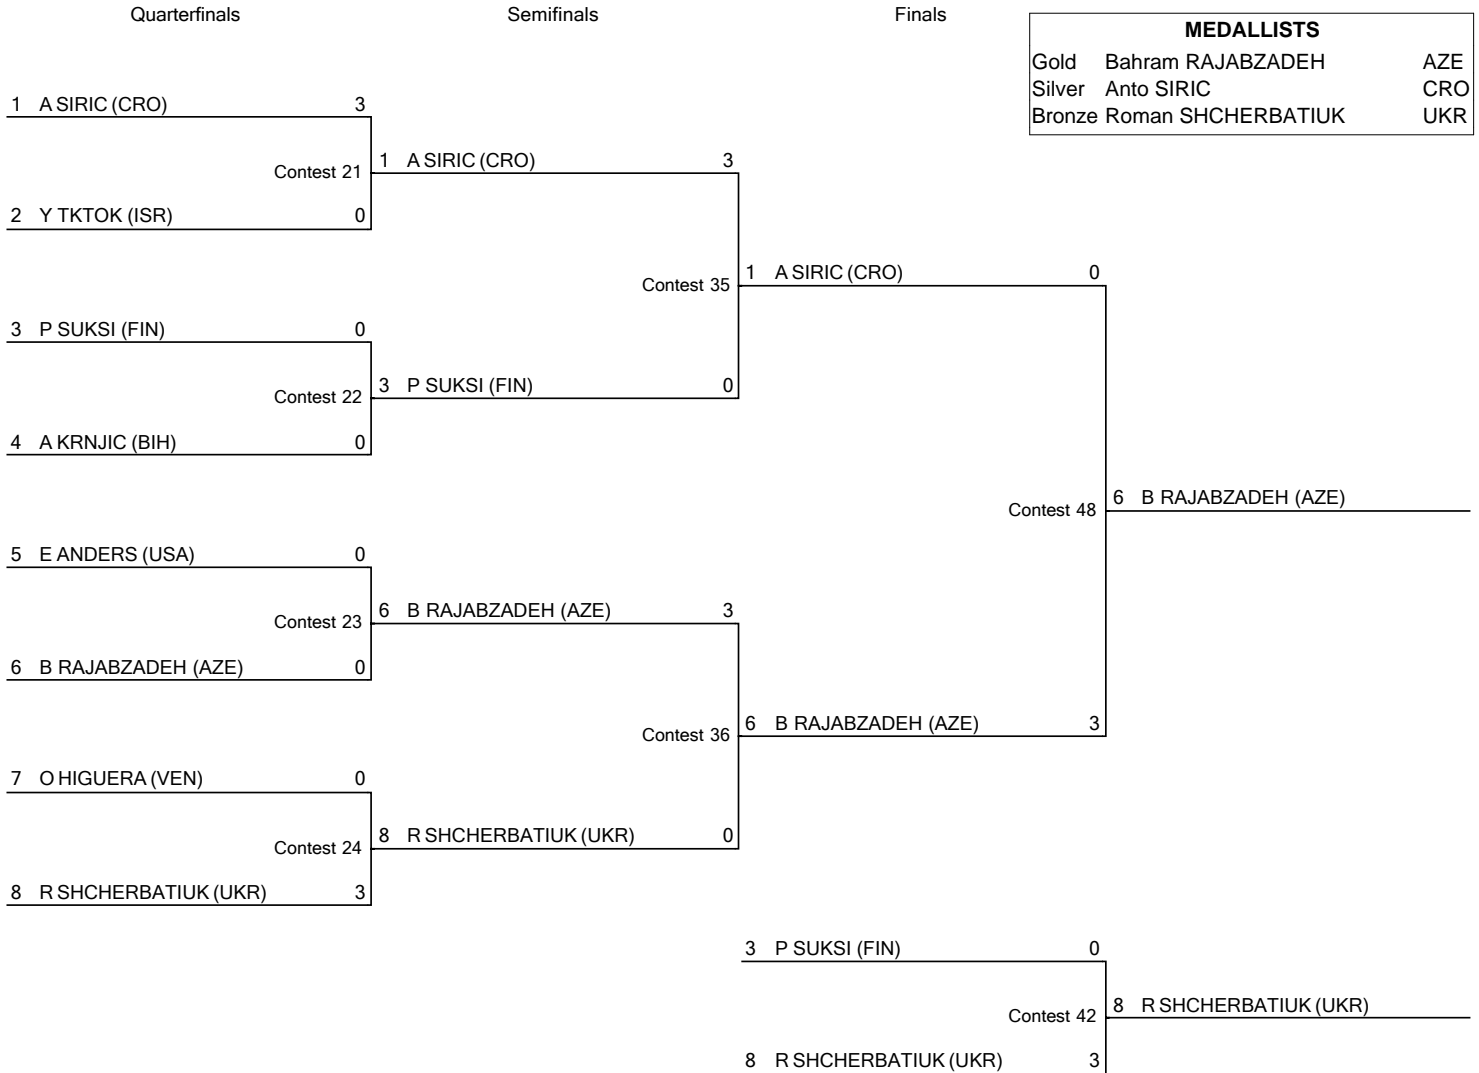 Quarterfinals Semifinals Finals
MEDALLISTS
Gold Bahram RAJABZADEH AZE
Silver Anto SIRIC CRO
Bronze Roman SHCHERBATIUK UKR
1 A SIRIC (CRO) 3
Contest 21
2 Y TKTOK (ISR) 0
3 P SUKSI (FIN) 0
Contest 22
4 A KRNJIC (BIH) 0
5 E ANDERS (USA) 0
Contest 23
6 B RAJABZADEH (AZE) 0
7 O HIGUERA (VEN) 0
Contest 24
8 R SHCHERBATIUK (UKR) 3
1 A SIRIC (CRO) 3
Contest 35
3 P SUKSI (FIN) 0
6 B RAJABZADEH (AZE) 3
Contest 36
8 R SHCHERBATIUK (UKR) 0
1 A SIRIC (CRO) 0
Contest 48
6 B RAJABZADEH (AZE) 3
6 B RAJABZADEH (AZE)
3 P SUKSI (FIN) 0
Contest 42
8 R SHCHERBATIUK (UKR) 3
8 R SHCHERBATIUK (UKR)